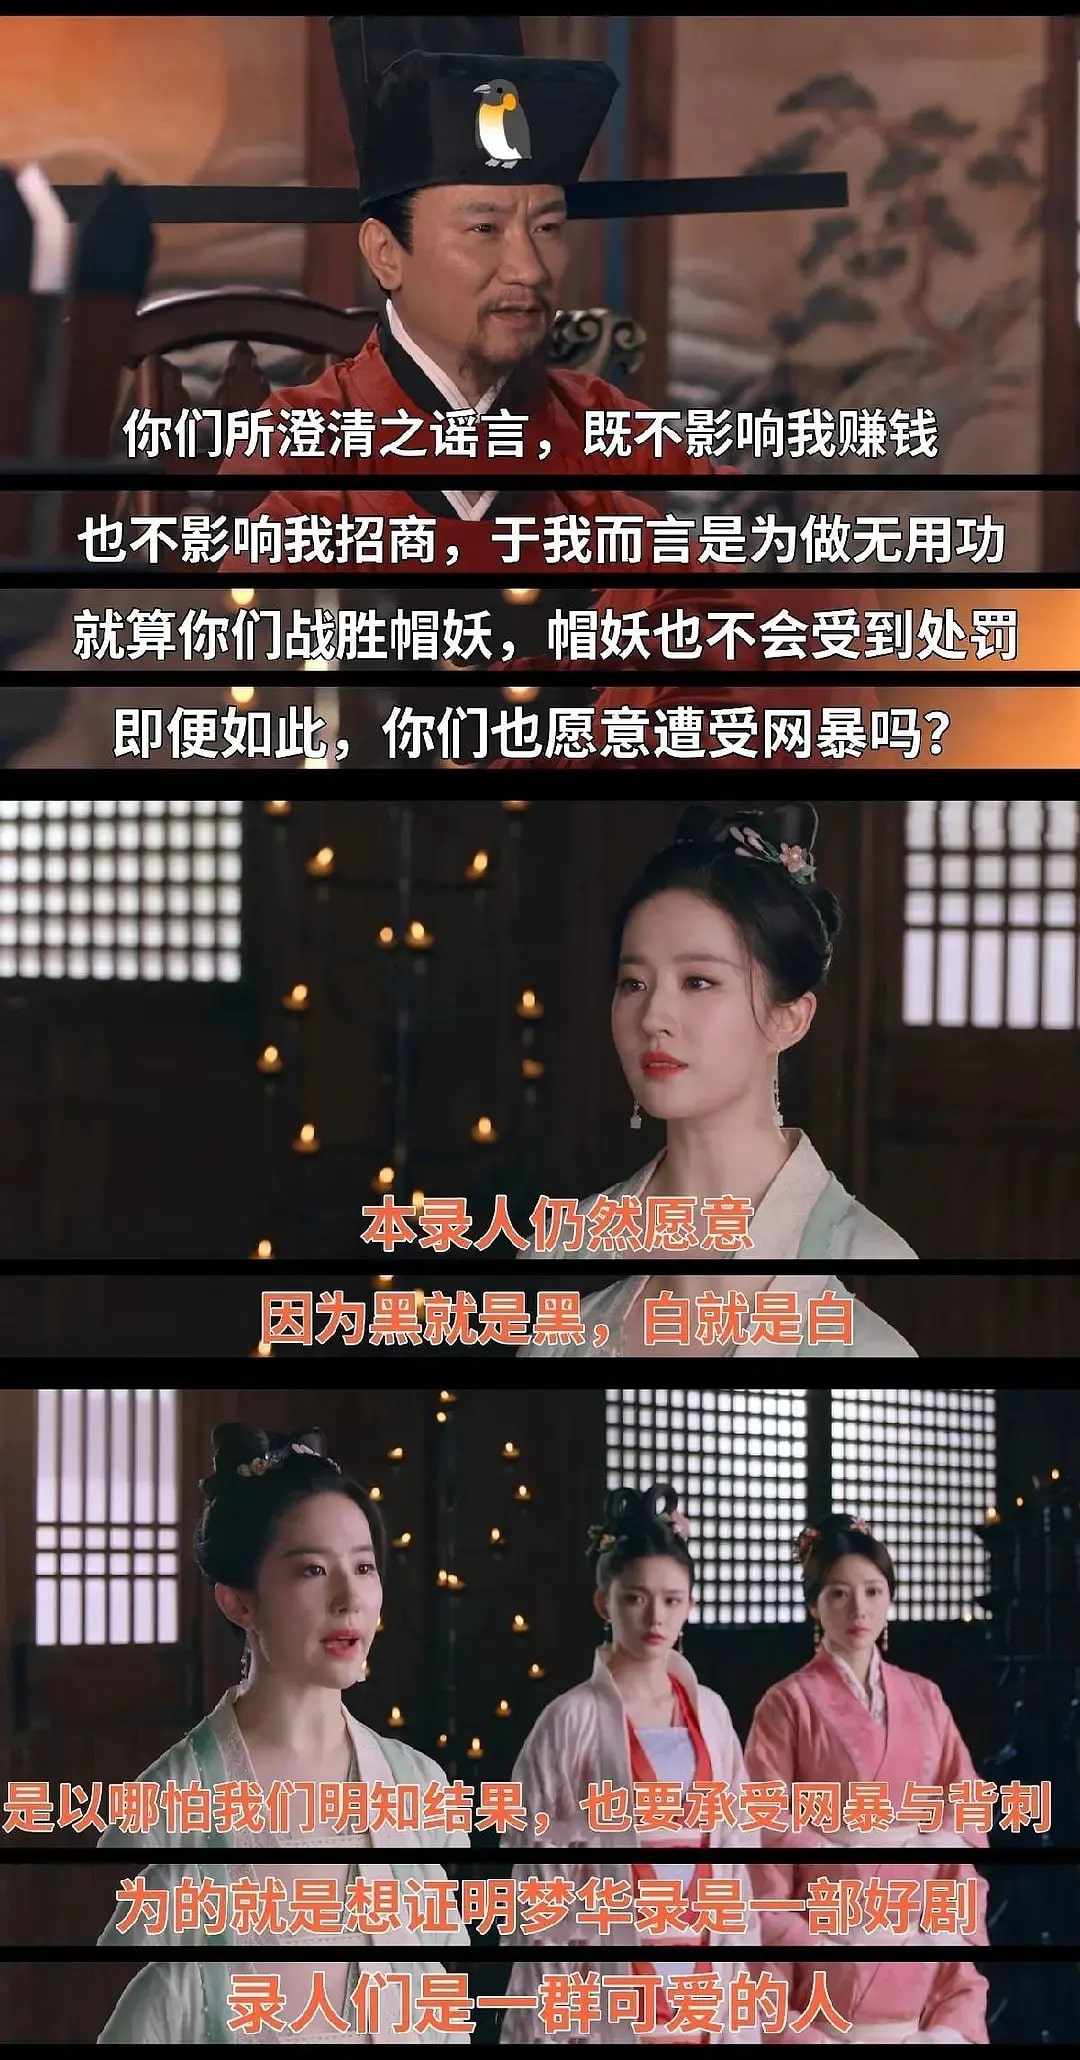 你们所澄清之谣言，既不影响我赚钱
也不影响我招商，于我而言是为做无用功
就算你们战胜帽妖，帽妖也不会受到处罚
即便如此，你们也愿意遭受网暴吗？
本录人仍然愿意
因为黑就是黑，白就是白
是以哪怕我们明知结果，也要承受网暴与背刺
为的就是想证明梦华录是一部好剧
录人们是一群可爱的人